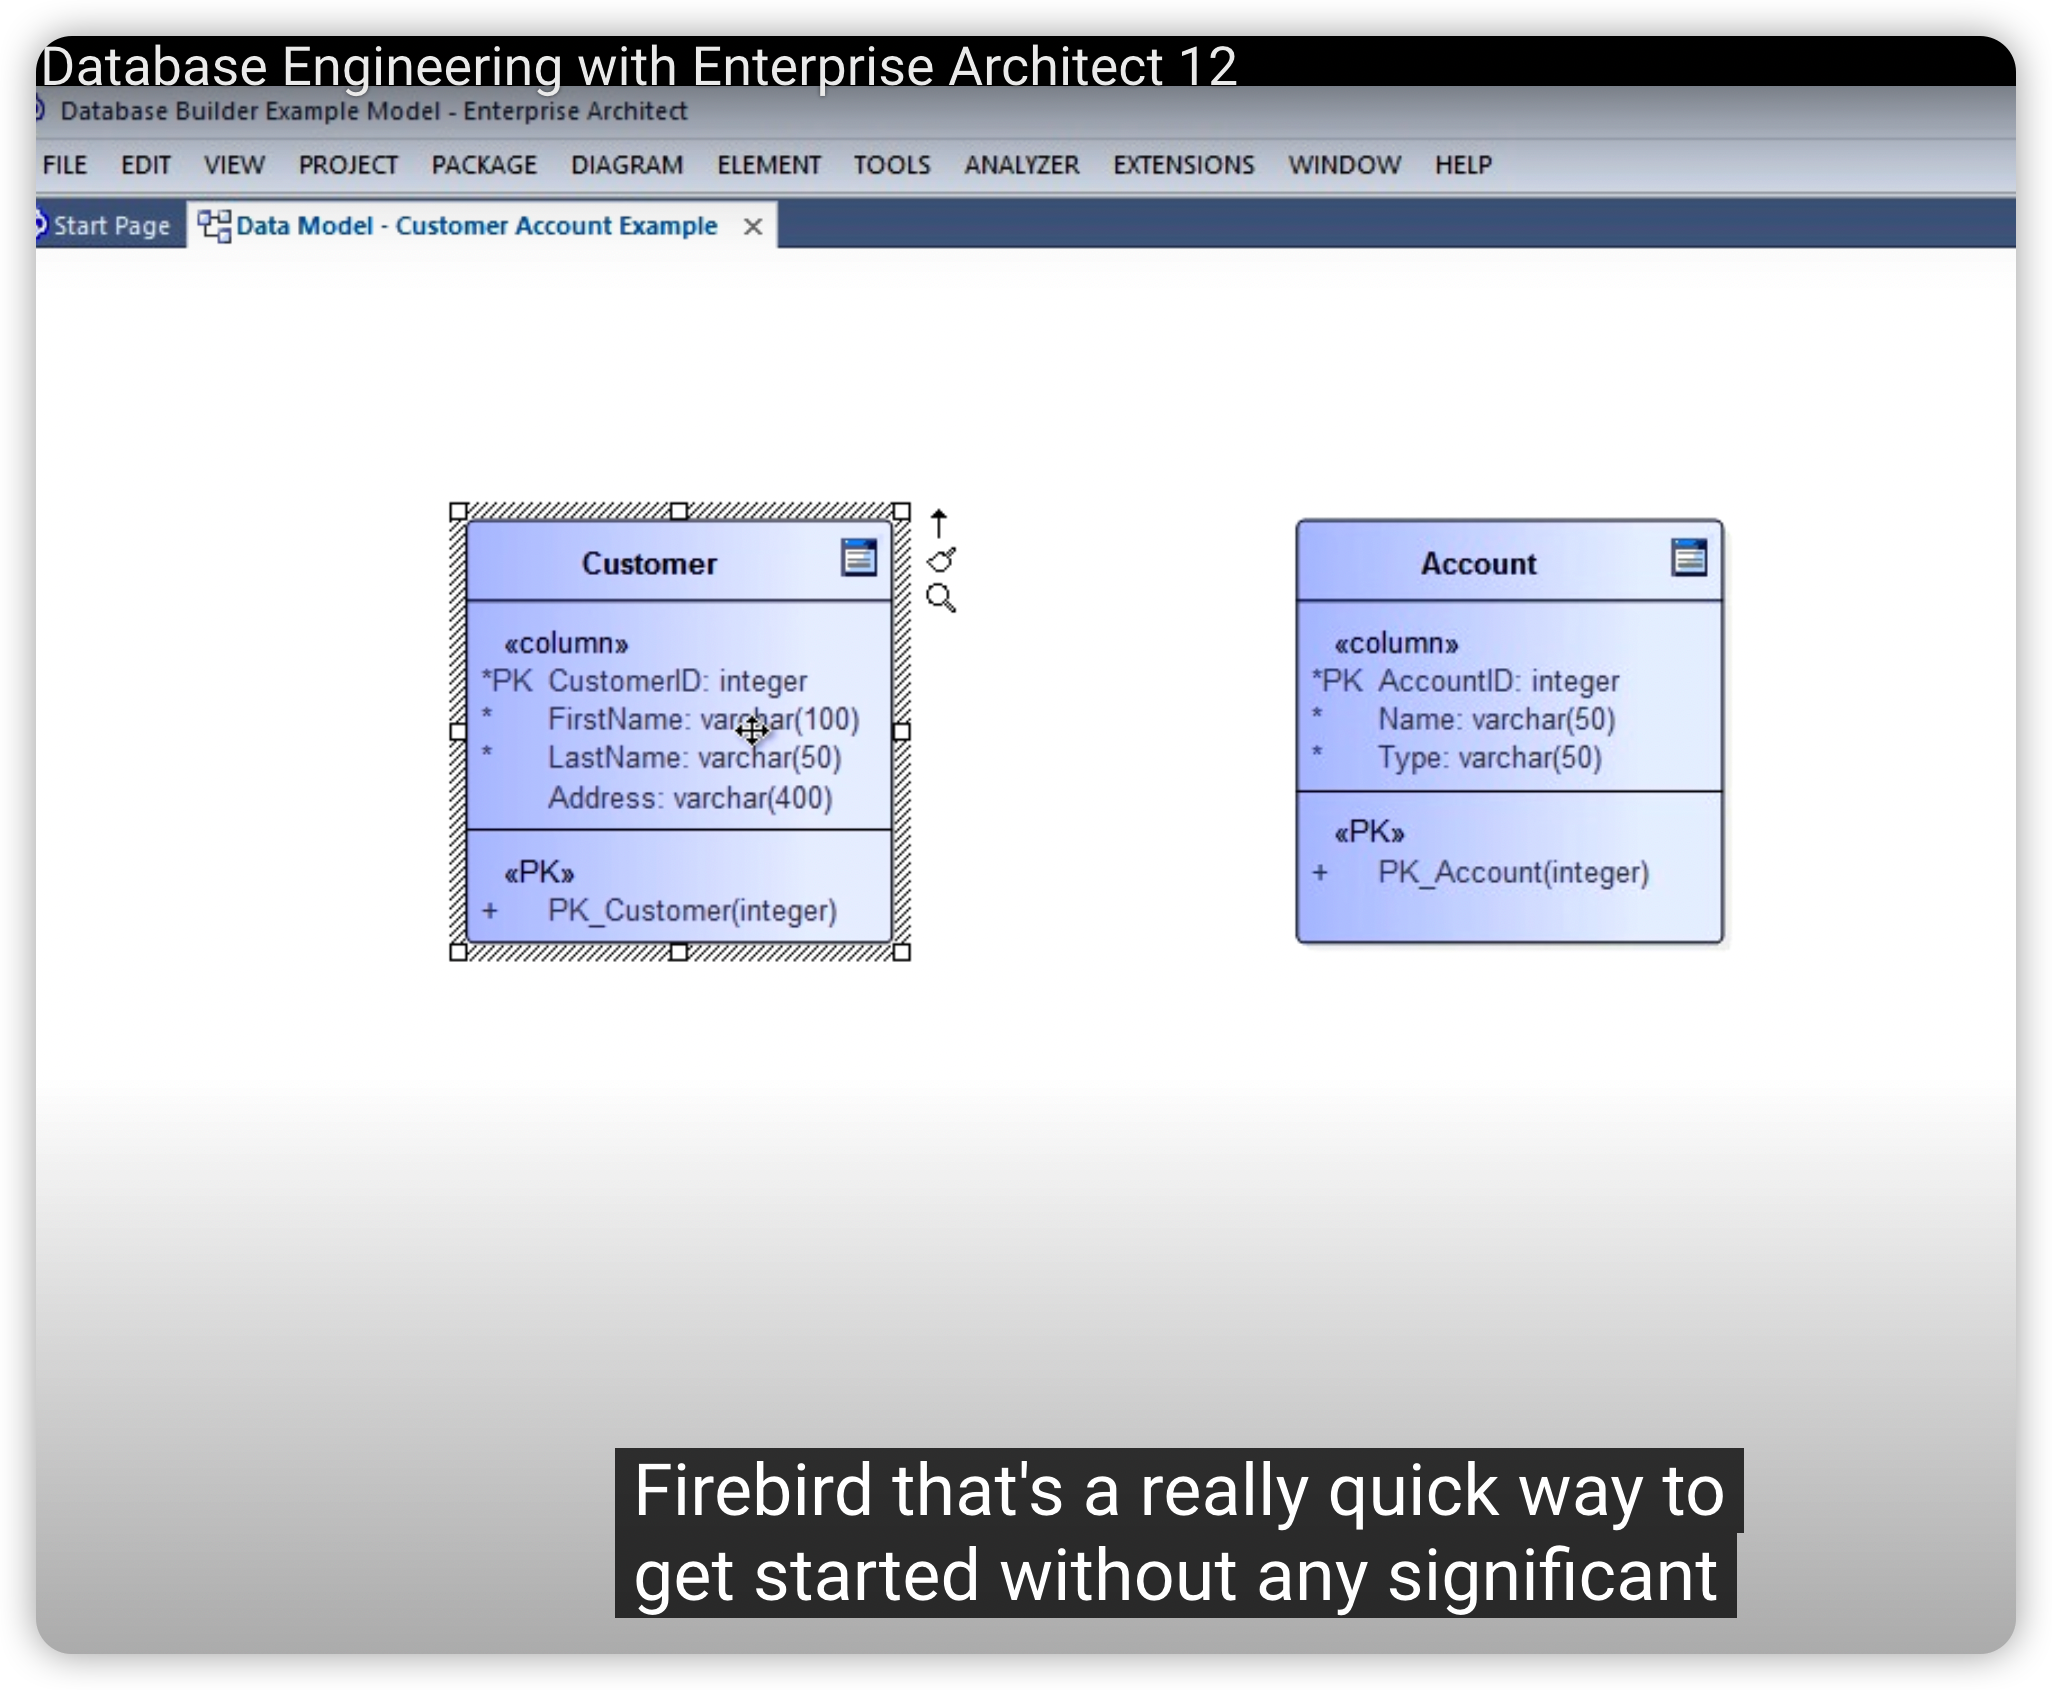 Database Engineering with Enterprise Architect 12
Database Builder Example Model - Enterprise Architect
FILE EDIT VIEW PROJECT PACKAGE DIAGRAM ELEMENT TOOLS ANALYZER EXTENSIONS WINDOW HELP
Start Page Data Model - Customer Account Example
Customer
«column»
*PK CustomerID: integer
* FirstName: varchar(100)
* LastName: varchar(50)
Address: varchar(400)
«PK»
+ PK_Customer(integer)
Account
«column»
*PK AccountID: integer
* Name: varchar(50)
* Type: varchar(50)
«PK»
+ PK_Account(integer)
Firebird that's a really quick way to
get started without any significant